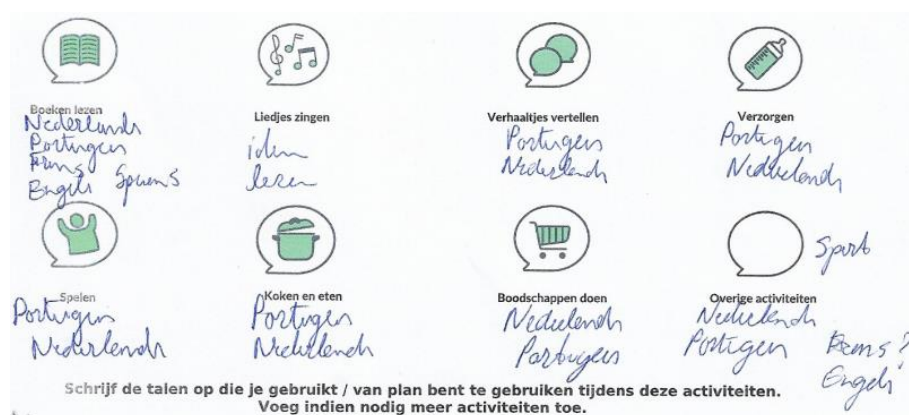 Boeken lezen
Nederlands
Portugees
Frans
Engels Spaans
Liedjes zingen
idem
lezen
Verhaaltjes vertellen
Portugees
Nederlands
Verzorgen
Portugees
Nederlands
Spelen
Portugees
Nederlands
Koken en eten
Portugees
Nederlands
Boodschappen doen
Nederlands
Portugees
Sport
Overige activiteiten
Nederlands
Portugees Frans?
Engels
Schrijf de talen op die je gebruikt / van plan bent te gebruiken tijdens deze activiteiten.
Voeg indien nodig meer activiteiten toe.